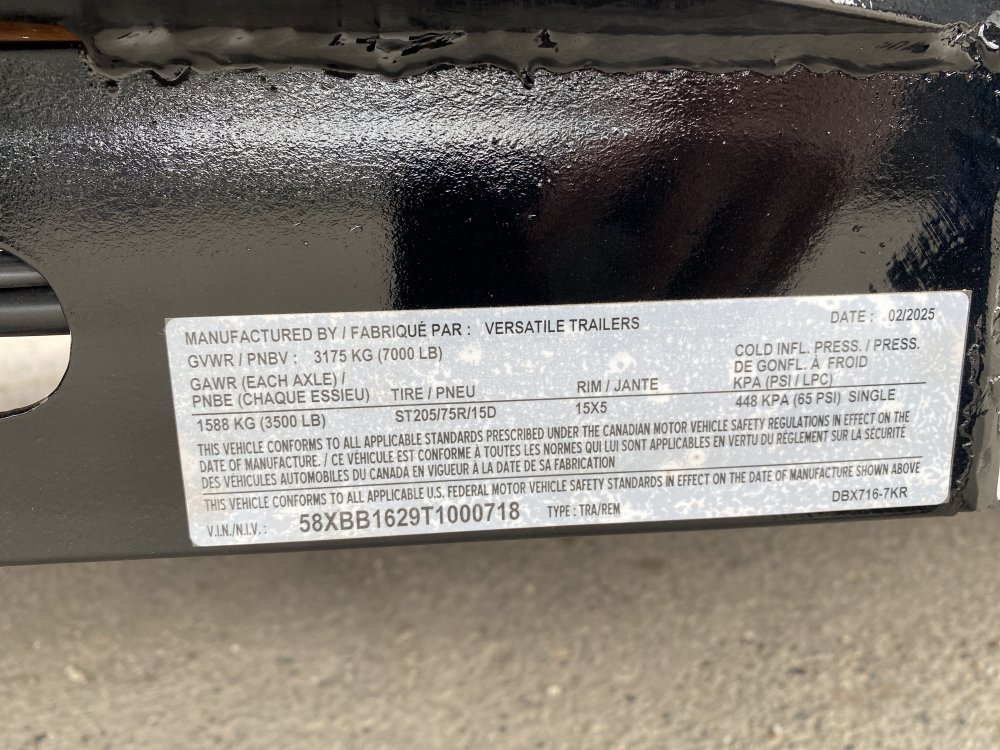 MANUFACTURED BY / FABRIQUÉ PAR : VERSATILE TRAILERS DATE : 02/2025
GVWR / PNBV : 3175 KG (7000 LB)
GAWR (EACH AXLE) /
PNBE (CHAQUE ESSIEU) TIRE / PNEU RIM / JANTE
COLD INFL. PRESS. / PRESS.
DE GONFL. À FROID
KPA (PSI / LPC)
1588 KG (3500 LB) ST205/75R/15D 15X5 448 KPA (65 PSI) SINGLE
THIS VEHICLE CONFORMS TO ALL APPLICABLE STANDARDS PRESCRIBED UNDER THE CANADIAN MOTOR VEHICLE SAFETY REGULATIONS IN EFFECT ON THE
DATE OF MANUFACTURE. / CE VÉHICULE EST CONFORME À TOUTES LES NORMES QUI LUI SONT APPLICABLES EN VERTU DU RÈGLEMENT SUR LA SÉCURITÉ
DES VÉHICULES AUTOMOBILES DU CANADA EN VIGUEUR À LA DATE DE SA FABRICATION
THIS VEHICLE CONFORMS TO ALL APPLICABLE U.S. FEDERAL MOTOR VEHICLE SAFETY STANDARDS IN EFFECT ON THE DATE OF MANUFACTURE SHOWN ABOVE
V.I.N./N.I.V. : 58XBB1629T1000718 TYPE : TRA/REM DBX716-7KR